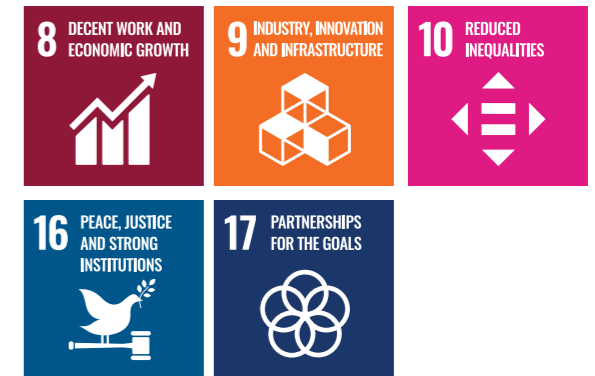 8 DECENT WORK AND
ECONOMIC GROWTH
9 INDUSTRY, INNOVATION
AND INFRASTRUCTURE
10 REDUCED
INEQUALITIES
16 PEACE, JUSTICE
AND STRONG
INSTITUTIONS
17 PARTNERSHIPS
FOR THE GOALS